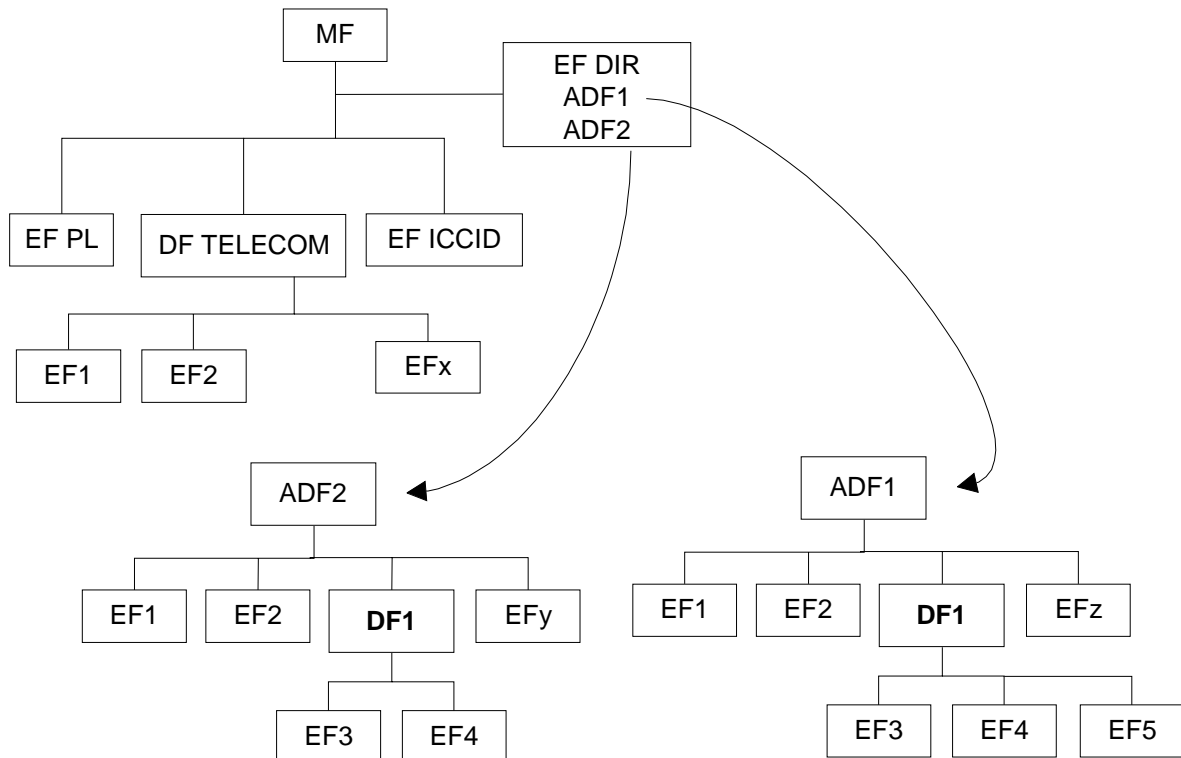 MF
EF DIR
ADF1
ADF2
EF PL
DF TELECOM
EF ICCID
EF1
EF2
EFx
ADF2
ADF1
EF1
EF2
DF1
EFy
EF1
EF2
DF1
EFz
EF3
EF4
EF3
EF4
EF5